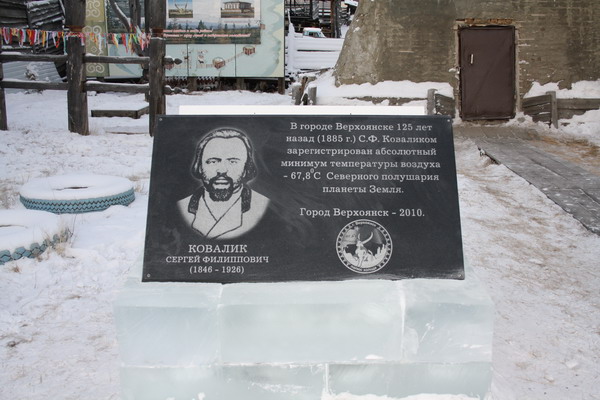 В городе Верхоянске 125 лет
назад (1885 г.) С.Ф. Коваликом
зарегистрирован абсолютный
минимум температуры воздуха
- 67,8°С Северного полушария
планеты Земля.
Город Верхоянск - 2010.
КОВАЛИК
СЕРГЕЙ ФИЛИППОВИЧ
(1846 - 1926)